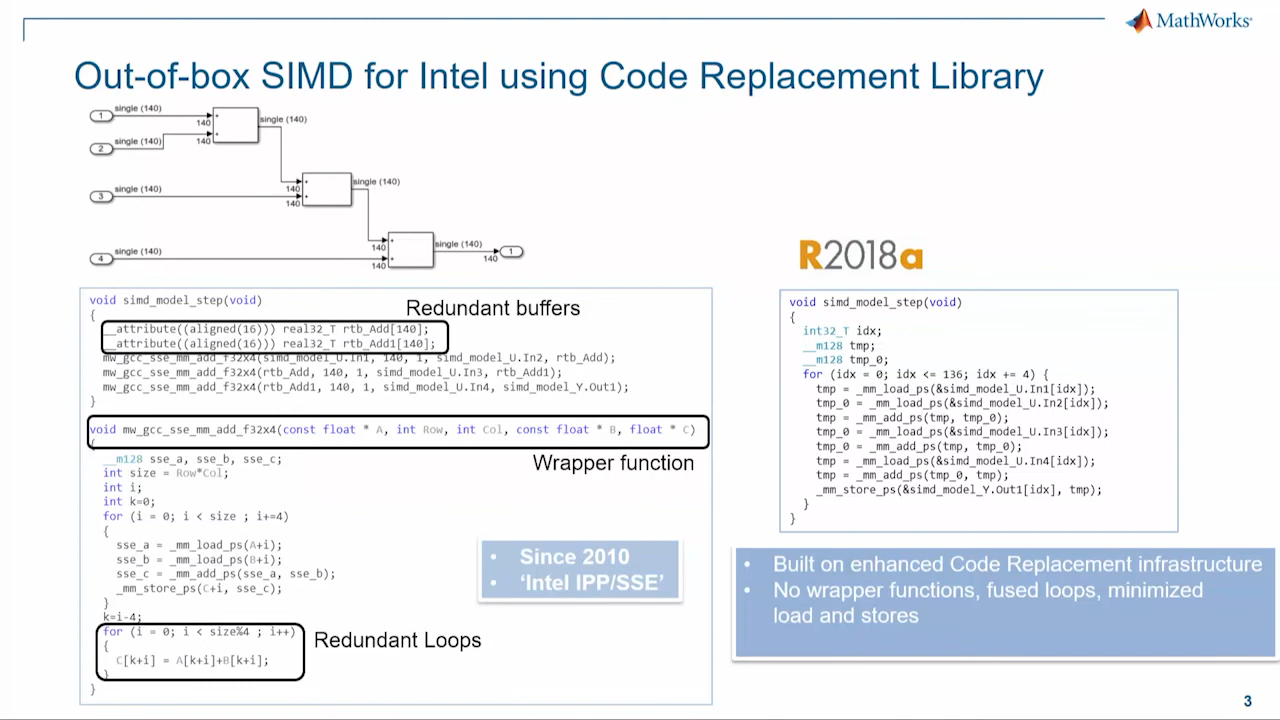 MathWorks®
Out-of-box SIMD for Intel using Code Replacement Library
single (140)
1
140
single (140)
single (140)
2
140
single (140)
3
140
140
single (140)
single (140)
4
140
140
single (140)
140
1
R2018a
void simd_model_step(void)
{
__attribute((aligned(16))) real32_T rtb_Add[140];
__attribute((aligned(16))) real32_T rtb_Add1[140];
mw_gcc_sse_mm_add_f32x4(simd_model_U.In1, 140, 1, simd_model_U.In2, rtb_Add);
mw_gcc_sse_mm_add_f32x4(rtb_Add, 140, 1, simd_model_U.In3, rtb_Add1);
mw_gcc_sse_mm_add_f32x4(rtb_Add1, 140, 1, simd_model_U.In4, simd_model_Y.Out1);
}
Redundant buffers
void mw_gcc_sse_mm_add_f32x4(const float * A, int Row, int Col, const float * B, float * C)
{
Wrapper function
__m128 sse_a, sse_b, sse_c;
int size = Row*Col;
int i;
int k=0;
for (i = 0; i < size ; i+=4)
{
sse_a = _mm_load_ps(A+i);
sse_b = _mm_load_ps(B+i);
sse_c = _mm_add_ps(sse_a, sse_b);
_mm_store_ps(C+i, sse_c);
}
k=i-4;
for (i = 0; i < size%4 ; i++)
{
C[k+i] = A[k+i]+B[k+i];
}
}
Redundant Loops
• Since 2010
• ‘Intel IPP/SSE’
void simd_model_step(void)
{
int32_T idx;
__m128 tmp;
__m128 tmp_0;
for (idx = 0; idx <= 136; idx += 4) {
tmp = _mm_load_ps(&simd_model_U.In1[idx]);
tmp_0 = _mm_load_ps(&simd_model_U.In2[idx]);
tmp = _mm_add_ps(tmp, tmp_0);
tmp_0 = _mm_load_ps(&simd_model_U.In3[idx]);
tmp_0 = _mm_add_ps(tmp, tmp_0);
tmp = _mm_load_ps(&simd_model_U.In4[idx]);
tmp = _mm_add_ps(tmp_0, tmp);
_mm_store_ps(&simd_model_Y.Out1[idx], tmp);
}
}
• Built on enhanced Code Replacement infrastructure
• No wrapper functions, fused loops, minimized
load and stores
3